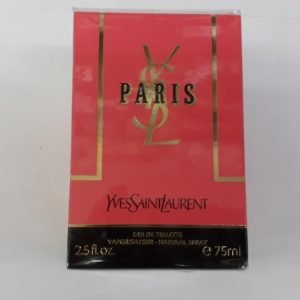 YSL
PARIS
YVESSAINTLAURENT
EAU DE TOILETTE
VAPORISATEUR - NATURAL SPRAY
2.5 fl. oz. ℮ 75ml